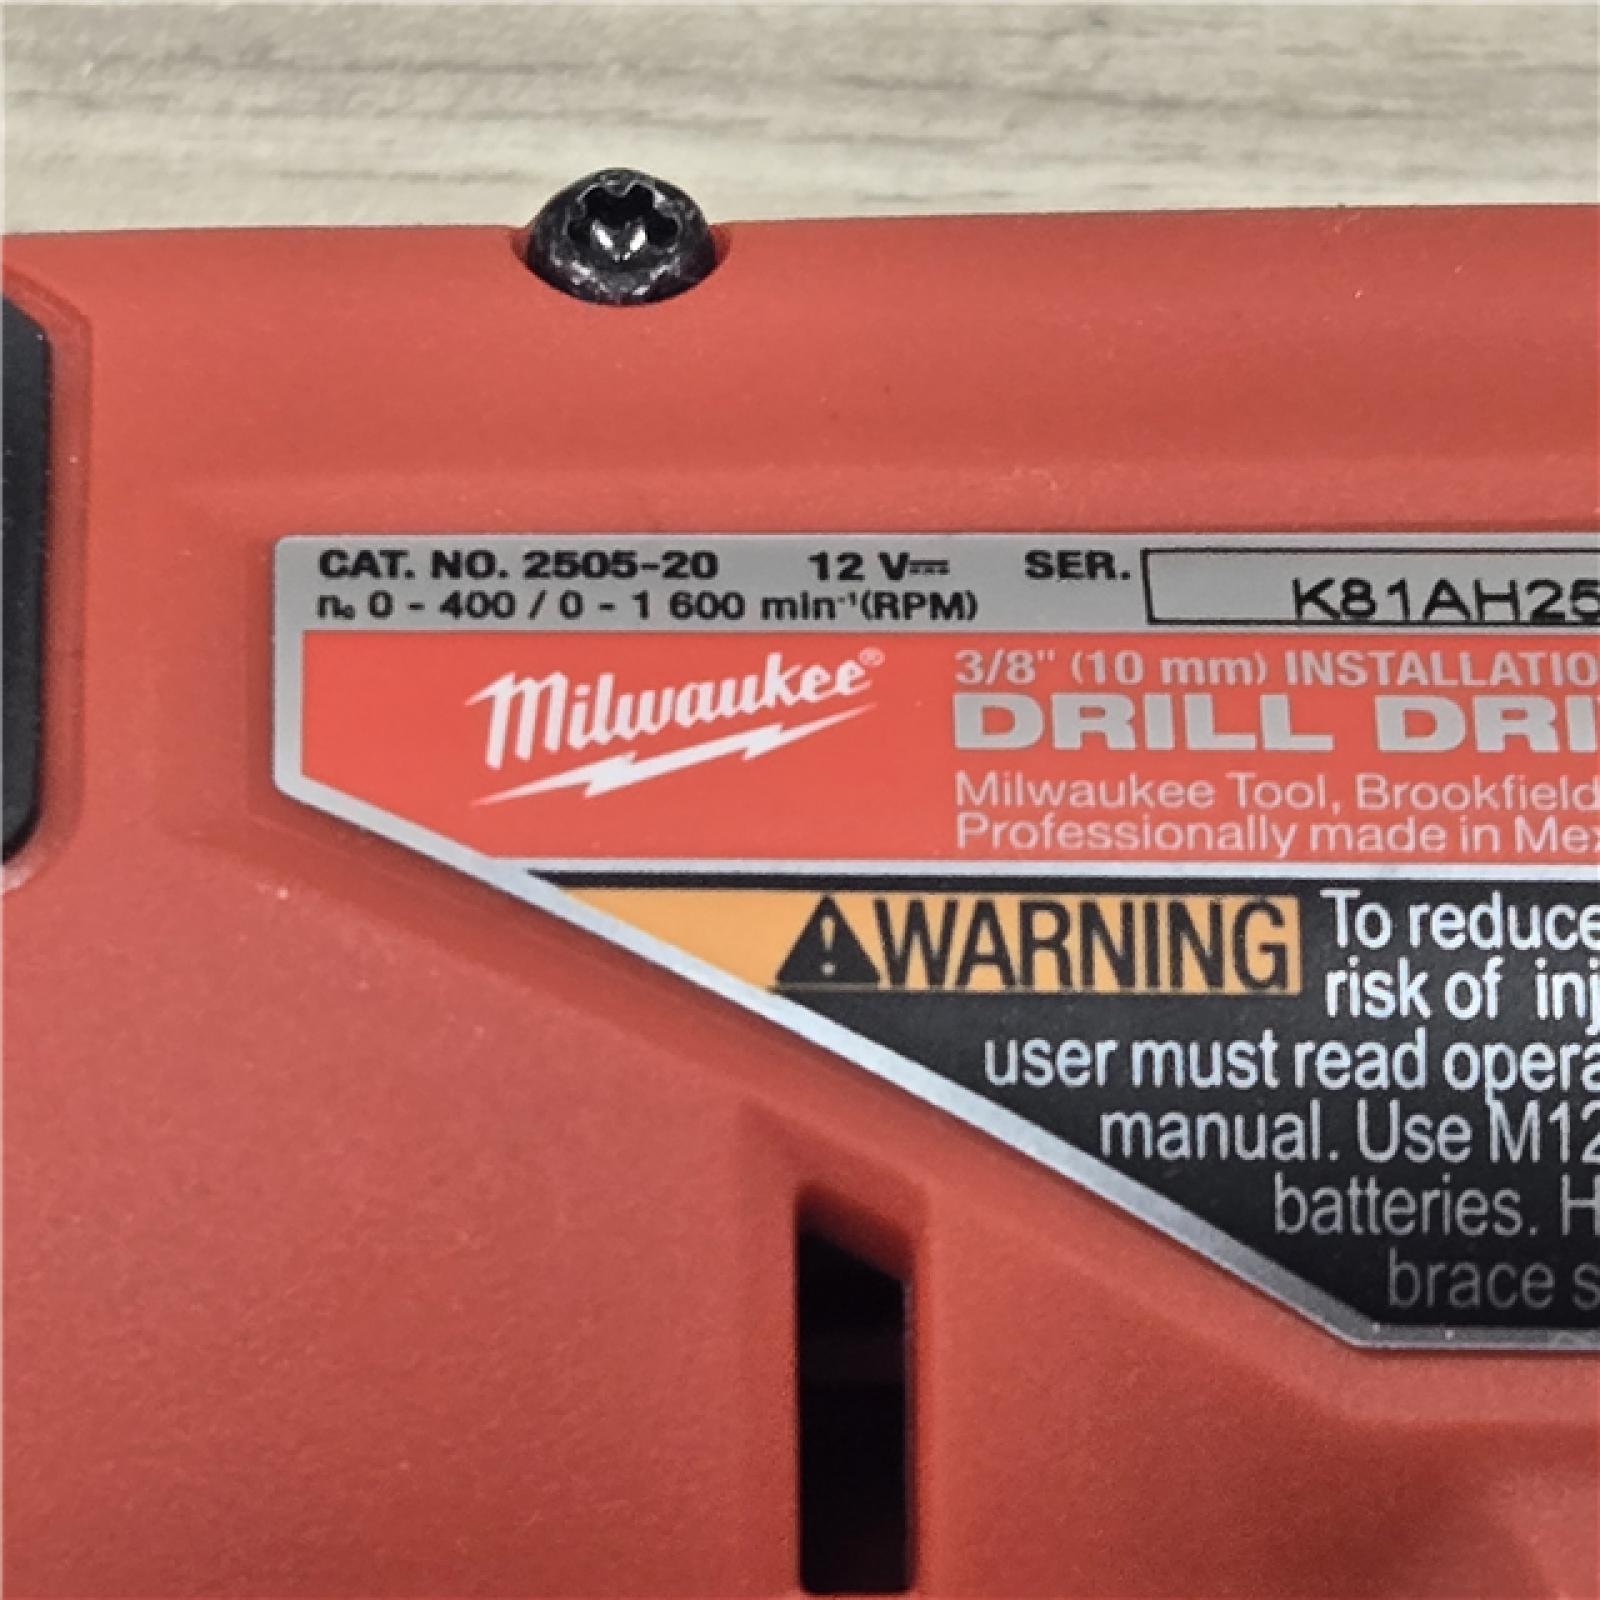 CAT. NO. 2505-20 12 V⎓ SER. K81AH25
n₀ 0 - 400 / 0 - 1 600 min⁻¹(RPM)
Milwaukee®
3/8" (10 mm) INSTALLATIO
DRILL DRI
Milwaukee Tool, Brookfield
Professionally made in Mex
⚠WARNING To reduce
risk of inj
user must read opera
manual. Use M12
batteries. H
brace s